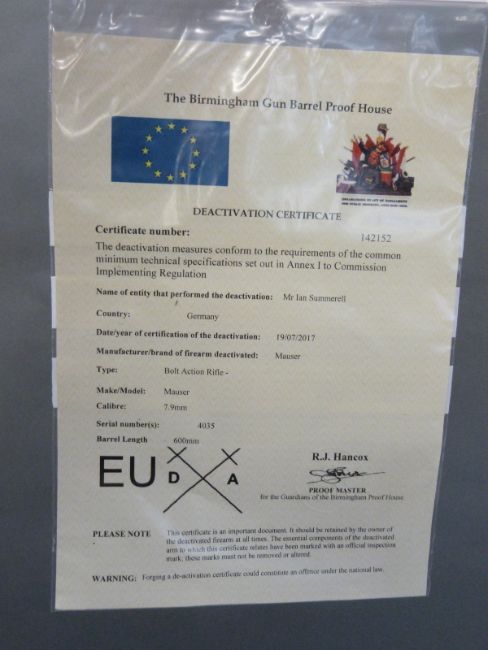 The Birmingham Gun Barrel Proof House
DEACTIVATION CERTIFICATE
Certificate number: 142152
The deactivation measures conform to the requirements of the common
minimum technical specifications set out in Annex I to Commission
Implementing Regulation
Name of entity that performed the deactivation: Mr Ian Summerell
Country: Germany
Date/year of certification of the deactivation: 19/07/2017
Manufacturer/brand of firearm deactivated: Mauser
Type: Bolt Action Rifle -
Make/Model: Mauser
Calibre: 7.9mm
Serial number(s): 4035
Barrel Length 600mm
EU D A
R.J. Hancox
PROOF MASTER
for the Guardians of the Birmingham Proof House
PLEASE NOTE This certificate is an important document. It should be retained by the owner of
the deactivated firearm at all times. The essential components of the deactivated
arm to which this certificate relates have been marked with an official inspection
mark; these marks must not be removed or altered.
WARNING: Forging a de-activation certificate could constitute an offence under the national law.